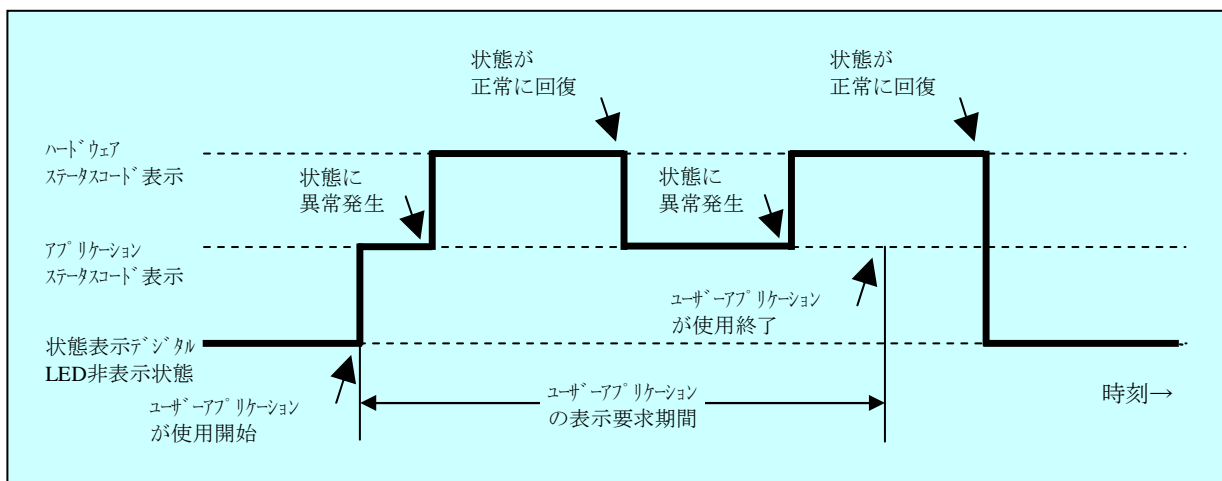 状態が
正常に回復
状態が
正常に回復
ﾊｰﾄﾞｳｪｱ
ｽﾃｰﾀｽｺｰﾄﾞ表示
状態に
異常発生
状態に
異常発生
ｱﾌﾟﾘｹｰｼｮﾝ
ｽﾃｰﾀｽｺｰﾄﾞ表示
ﾕｰｻﾞｰｱﾌﾟﾘｹｰｼｮﾝ
が使用終了
状態表示ﾃﾞｼﾞﾀﾙ
LED非表示状態
ﾕｰｻﾞｰｱﾌﾟﾘｹｰｼｮﾝ
が使用開始
ﾕｰｻﾞｰｱﾌﾟﾘｹｰｼｮﾝ
の表示要求期間
時刻→